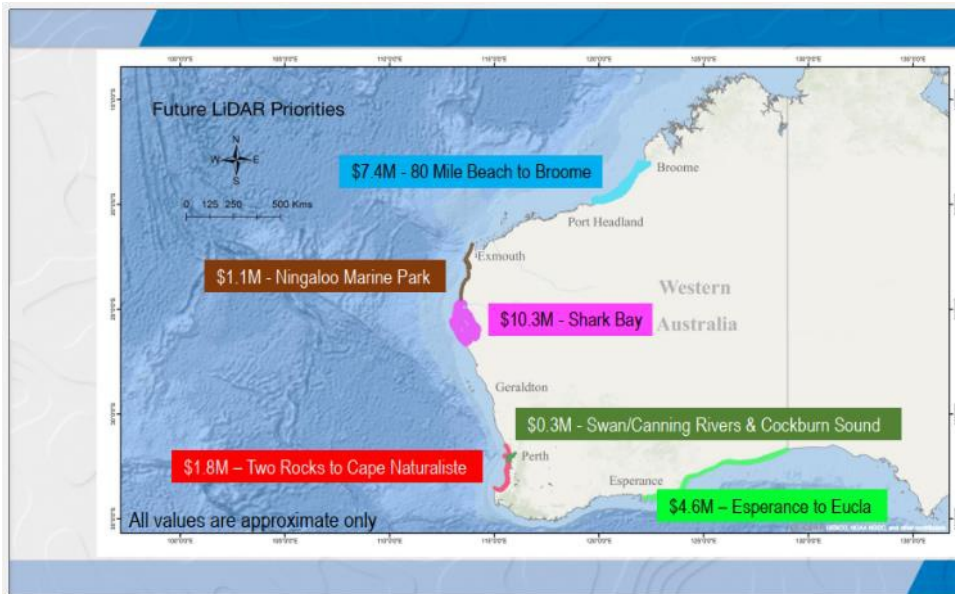 Future LiDAR Priorities
N
W E
S
0 125 250 500 Kms
$7.4M - 80 Mile Beach to Broome
Broome
Port Headland
Exmouth
$1.1M - Ningaloo Marine Park
Western
Australia
$10.3M - Shark Bay
Geraldton
$0.3M - Swan/Canning Rivers & Cockburn Sound
Perth
$1.8M – Two Rocks to Cape Naturaliste
Esperance
$4.6M – Esperance to Eucla
All values are approximate only